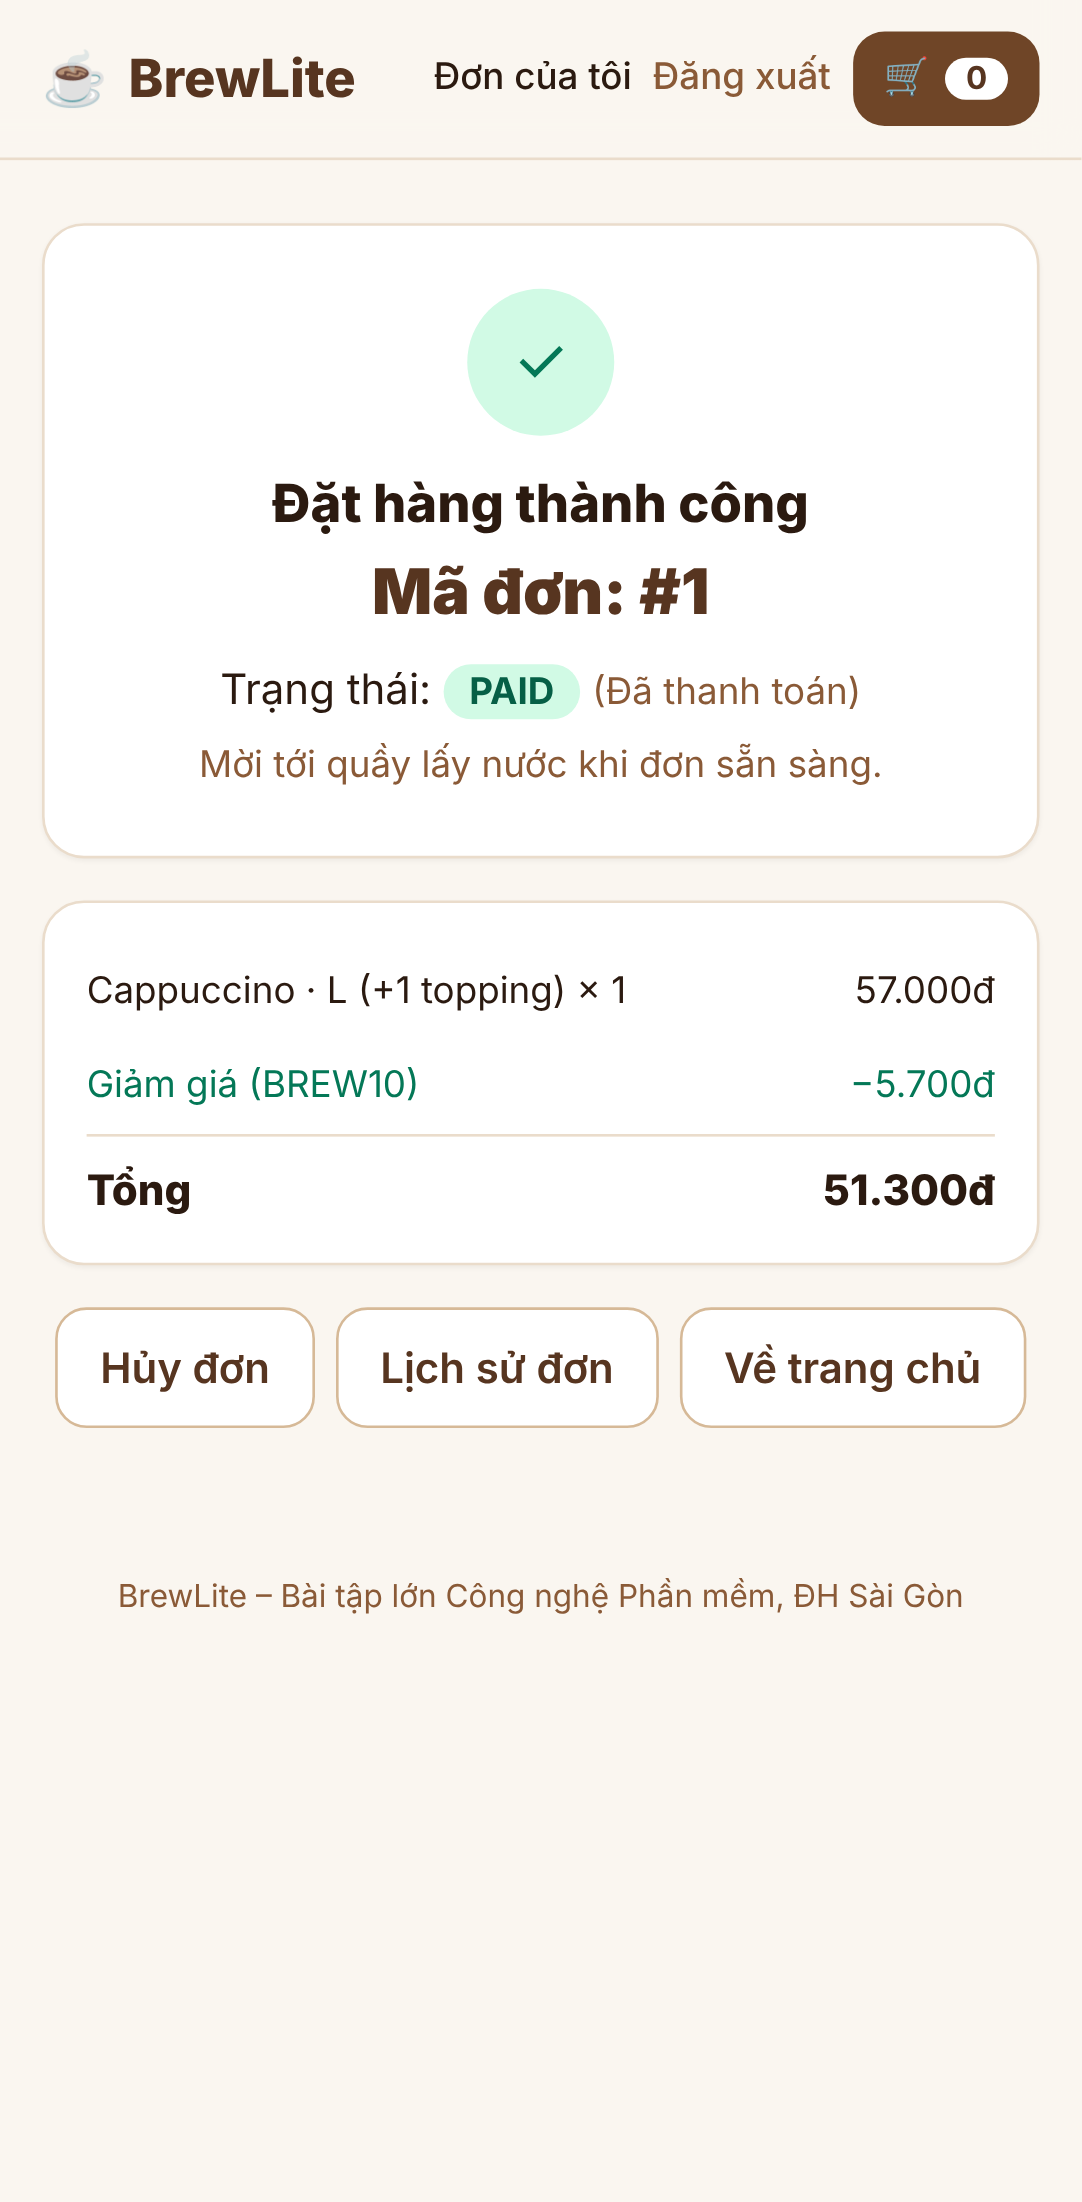 BrewLite Đơn của tôi Đăng xuất 0
Đặt hàng thành công
Mã đơn: #1
Trạng thái: PAID (Đã thanh toán)
Mời tới quầy lấy nước khi đơn sẵn sàng.
Cappuccino · L (+1 topping) × 1 57.000đ
Giảm giá (BREW10) −5.700đ
Tổng 51.300đ
Hủy đơn Lịch sử đơn Về trang chủ
BrewLite – Bài tập lớn Công nghệ Phần mềm, ĐH Sài Gòn